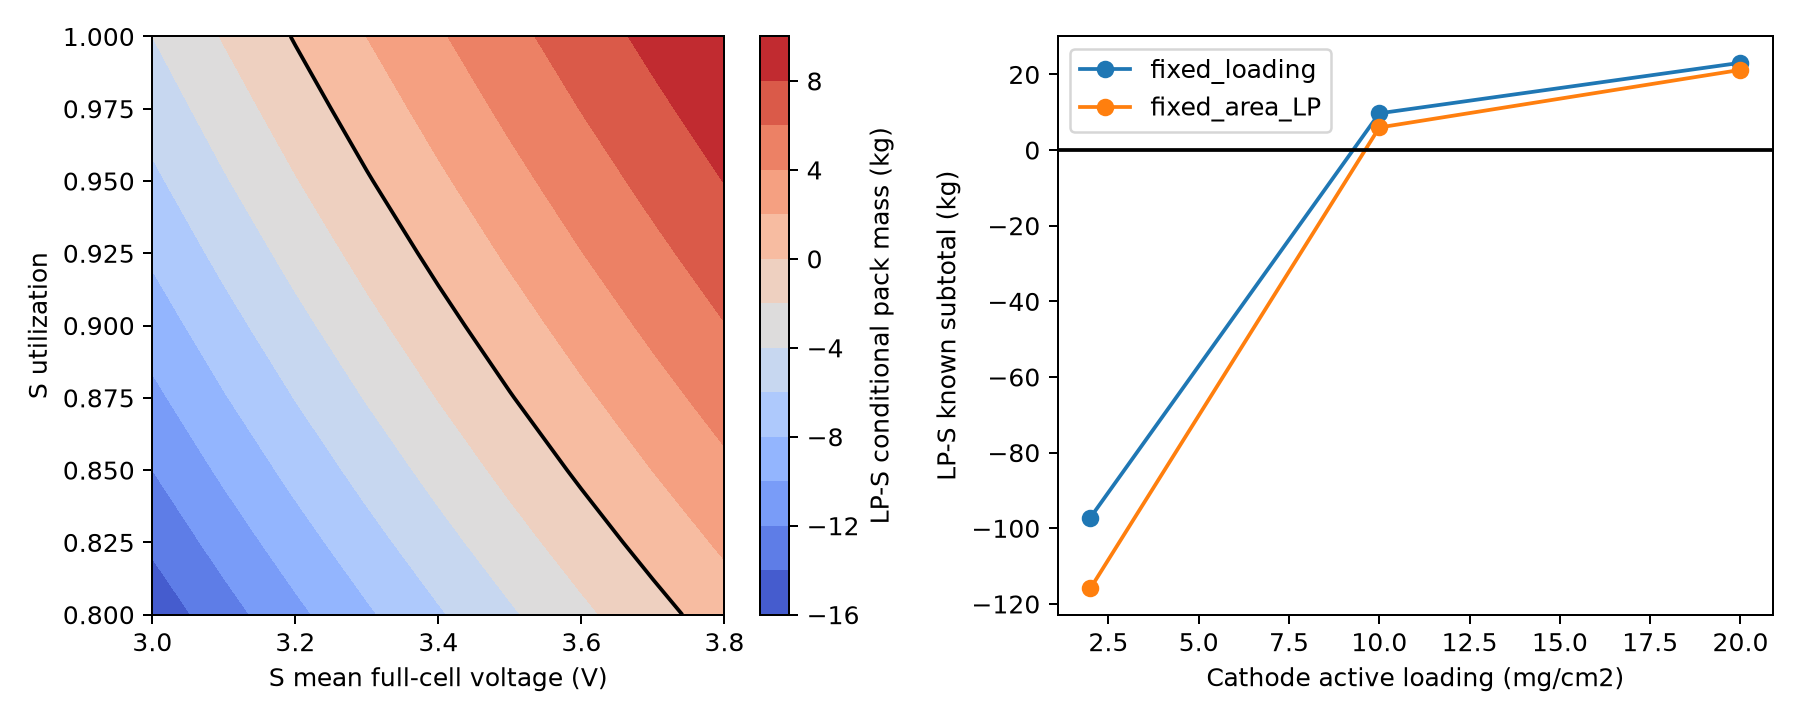 1.000
0.975
0.950
0.925
0.900
0.875
0.850
0.825
0.800
S utilization
3.0 3.2 3.4 3.6 3.8
S mean full-cell voltage (V)
8
4
0
−4
−8
−12
−16
LP-S conditional pack mass (kg)
fixed_loading
fixed_area_LP
20
0
−20
−40
−60
−80
−100
−120
LP-S known subtotal (kg)
2.5 5.0 7.5 10.0 12.5 15.0 17.5 20.0
Cathode active loading (mg/cm2)